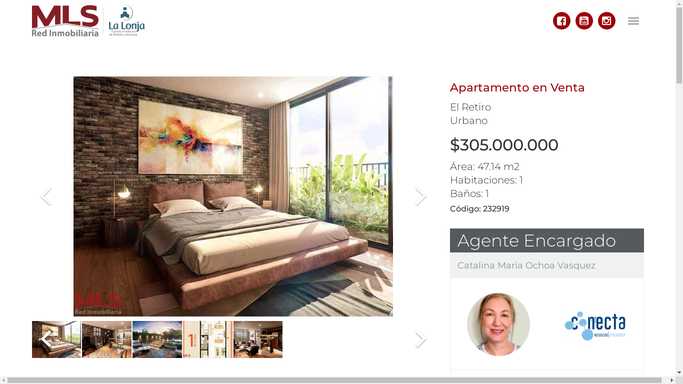 MLS
Red Inmobiliaria
La Lonja
Apartamento en Venta
El Retiro
Urbano
$305.000.000
Área: 47,14 m2
Habitaciones: 1
Baños: 1
Código: 232919
MLS
Red Inmobiliaria
Agente Encargado
Catalina Maria Ochoa Vasquez
conecta